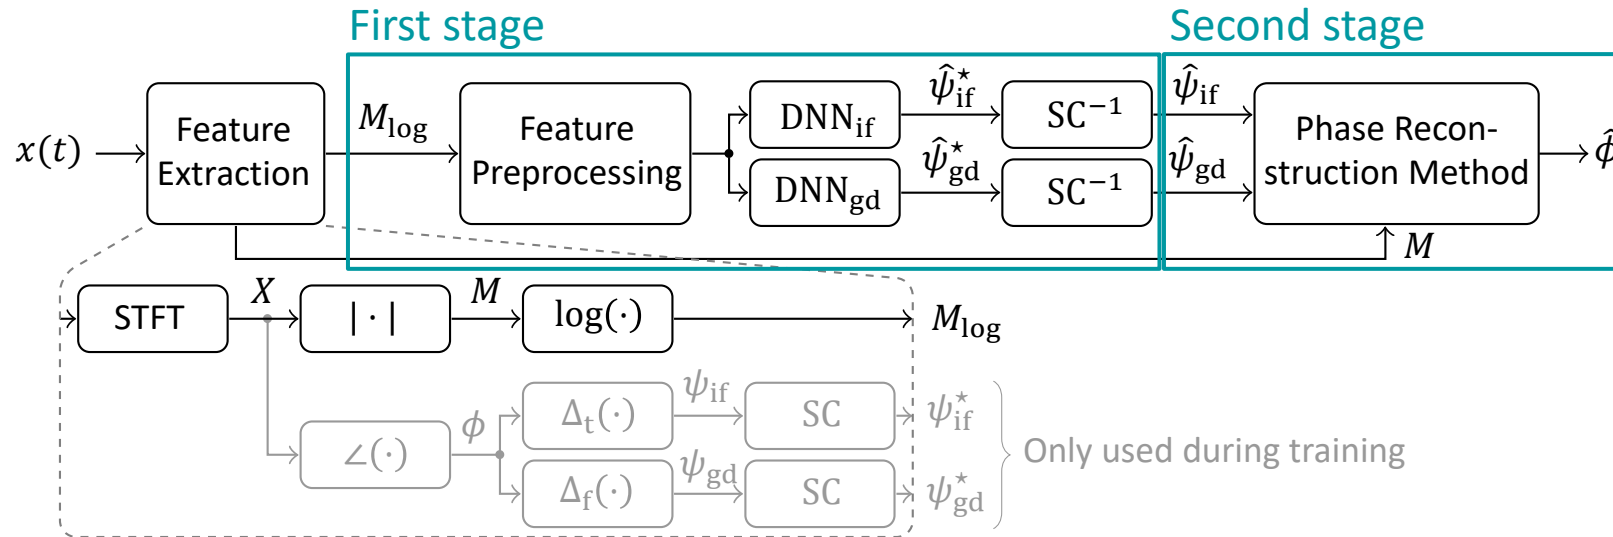 First stage
Second stage
x(t)
Feature
Extraction
M_log
Feature
Preprocessing
DNN_if
DNN_gd
ψ̂*_if
ψ̂*_gd
SC⁻¹
SC⁻¹
ψ̂_if
ψ̂_gd
Phase Recon-
struction Method
ϕ̂
M
STFT
X
|·|
M
log(·)
M_log
∠(·)
ϕ
Δ_t(·)
ψ_if
SC
ψ*_if
Δ_f(·)
ψ_gd
SC
ψ*_gd
Only used during training